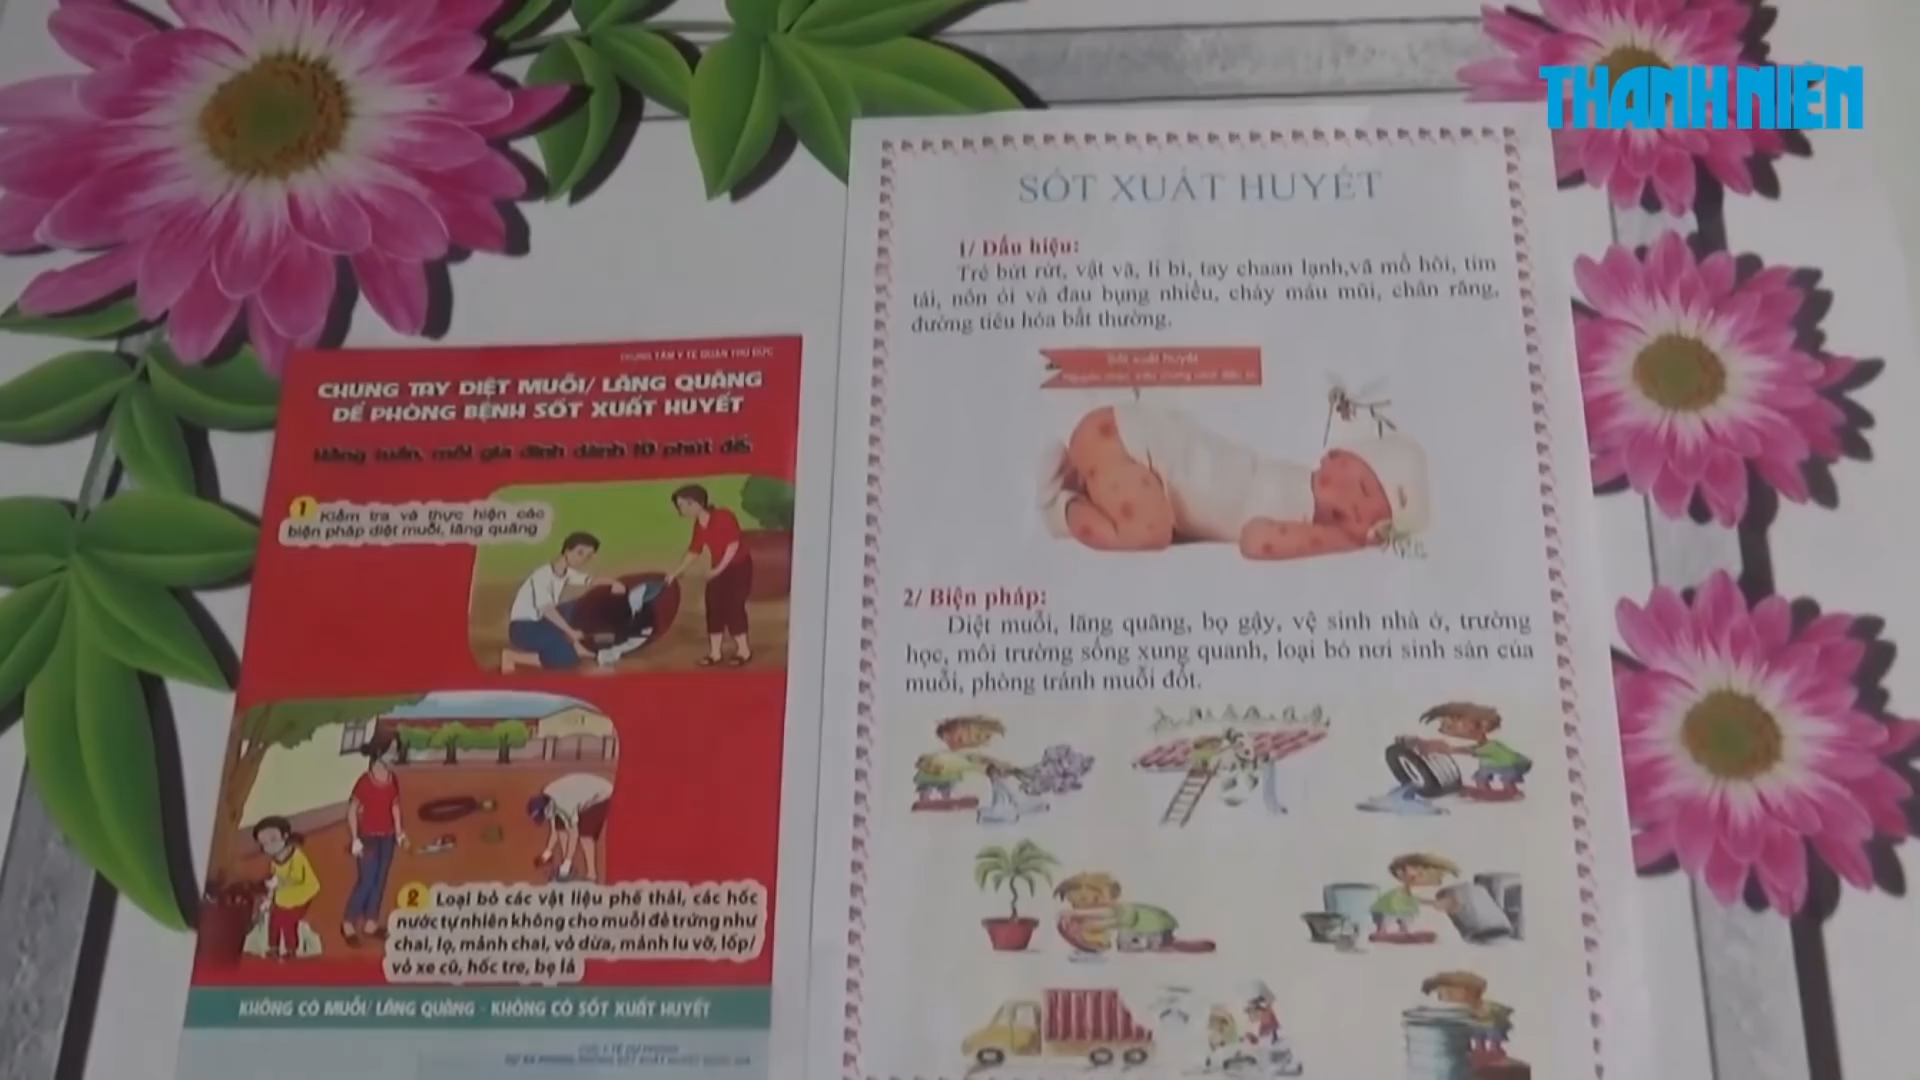 THANH NIÊN
TRUNG TÂM Y TẾ QUẬN THỦ ĐỨC
CHUNG TAY DIỆT MUỖI/ LĂNG QUĂNG
ĐỂ PHÒNG BỆNH SỐT XUẤT HUYẾT
Hằng tuần, mỗi gia đình dành 10 phút để:
1 Kiểm tra và thực hiện các
biện pháp diệt muỗi, lăng quăng
2 Loại bỏ các vật liệu phế thải, các hốc
nước tự nhiên không cho muỗi đẻ trứng như
chai, lọ, mảnh chai, vỏ dừa, mảnh lu vỡ, lốp/
vỏ xe cũ, hốc tre, bẹ lá
KHÔNG CÓ MUỖI/ LĂNG QUĂNG - KHÔNG CÓ SỐT XUẤT HUYẾT
CỤC Y TẾ DỰ PHÒNG
SỐT XUẤT HUYẾT
1/ Dấu hiệu:
Trẻ bứt rứt, vật vã, li bì, tay chaan lạnh,vã mồ hôi, tím
tái, nôn ói và đau bụng nhiều, chảy máu mũi, chân răng,
đường tiêu hóa bất thường.
Sốt xuất huyết
2/ Biện pháp:
Diệt muỗi, lăng quăng, bọ gậy, vệ sinh nhà ở, trường
học, môi trường sống xung quanh, loại bỏ nơi sinh sản của
muỗi, phòng tránh muỗi đốt.